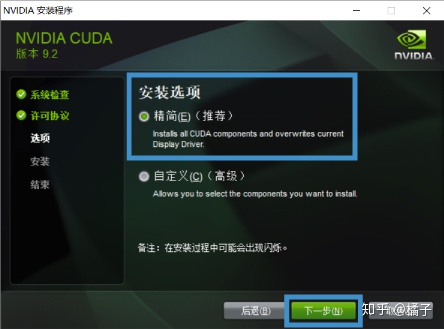 NVIDIA 安装程序
NVIDIA CUDA
版本 9.2
NVIDIA.
系统检查
许可协议
选项
安装
结束
安装选项
精简(E)（推荐）
Installs all CUDA components and overwrites current
Display Driver.
自定义(C)（高级）
Allows you to select the components you want to install.
备注：在安装过程中可能会出现闪烁。
后退(B)
下一步(N)
知乎 @橘子